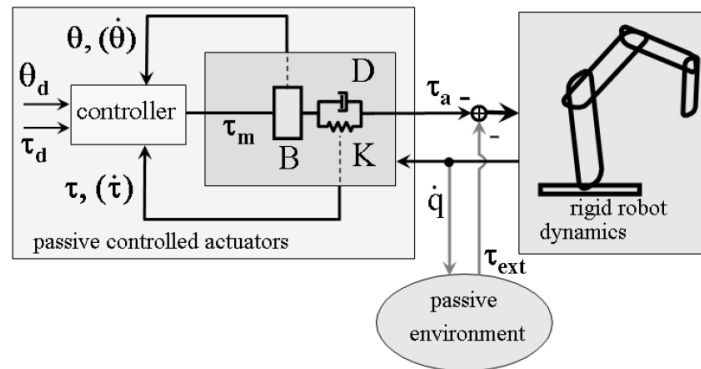 θ, (θ̇)
D
θd
τa
-
controller
τd
τm
-
B
K
τ, (τ̇)
q̇
rigid robot
dynamics
passive controlled actuators
τext
passive
environment